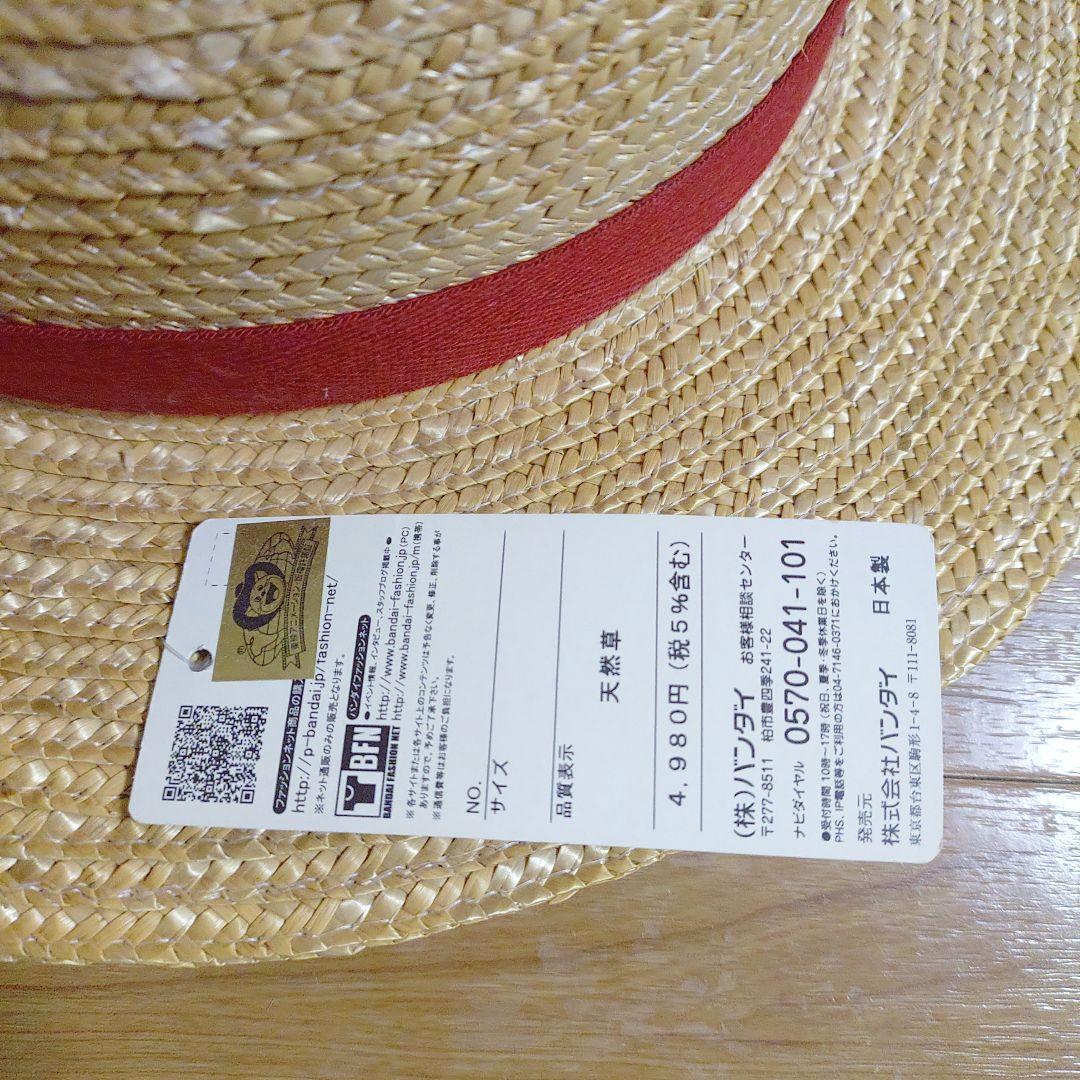 ファッションネット商品の購
http://p-bandai.jp/fashion-net/
※ネット通販のみの販売となります。
BFN
BANDAI FASHION NET
バンダイファッションネット
●イベント情報、インタビュー、スタッフブログ掲載中●
http://www.bandai-fashion.jp (PC)
http://www.bandai-fashion.jp/m (携帯)
※各サイトまたは各サイト上のコンテンツは予告なく変更、修正、削除する事が
ありますので、予めご了承下さい。
※通信費等はお客様のご負担になります。
NO.
サイズ
品質表示
天然草
4,980円(税5%含む)
(株)バンダイ お客様相談センター
〒277-8511 柏市豊四季241-22
ナビダイヤル 0570-041-101
●受付時間 10時~17時(祝日、夏季・冬季休業日を除く)
PHS、IP電話等をご利用の方は04-7146-0371におかけください。
発売元
株式会社バンダイ 日本製
東京都台東区駒形1-4-8 〒111-8081
東映アニメーション
®